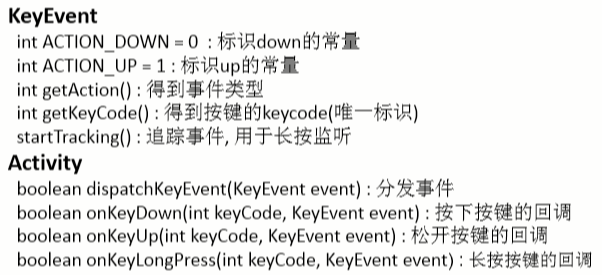 KeyEvent
int ACTION_DOWN = 0 : 标识down的常量
int ACTION_UP = 1 : 标识up的常量
int getAction() : 得到事件类型
int getKeyCode() : 得到按键的keycode(唯一标识)
startTracking() : 追踪事件, 用于长按监听
Activity
boolean dispatchKeyEvent(KeyEvent event) : 分发事件
boolean onKeyDown(int keyCode, KeyEvent event) : 按下按键的回调
boolean onKeyUp(int keyCode, KeyEvent event) : 松开按键的回调
boolean onKeyLongPress(int keyCode, KeyEvent event) : 长按按键的回调